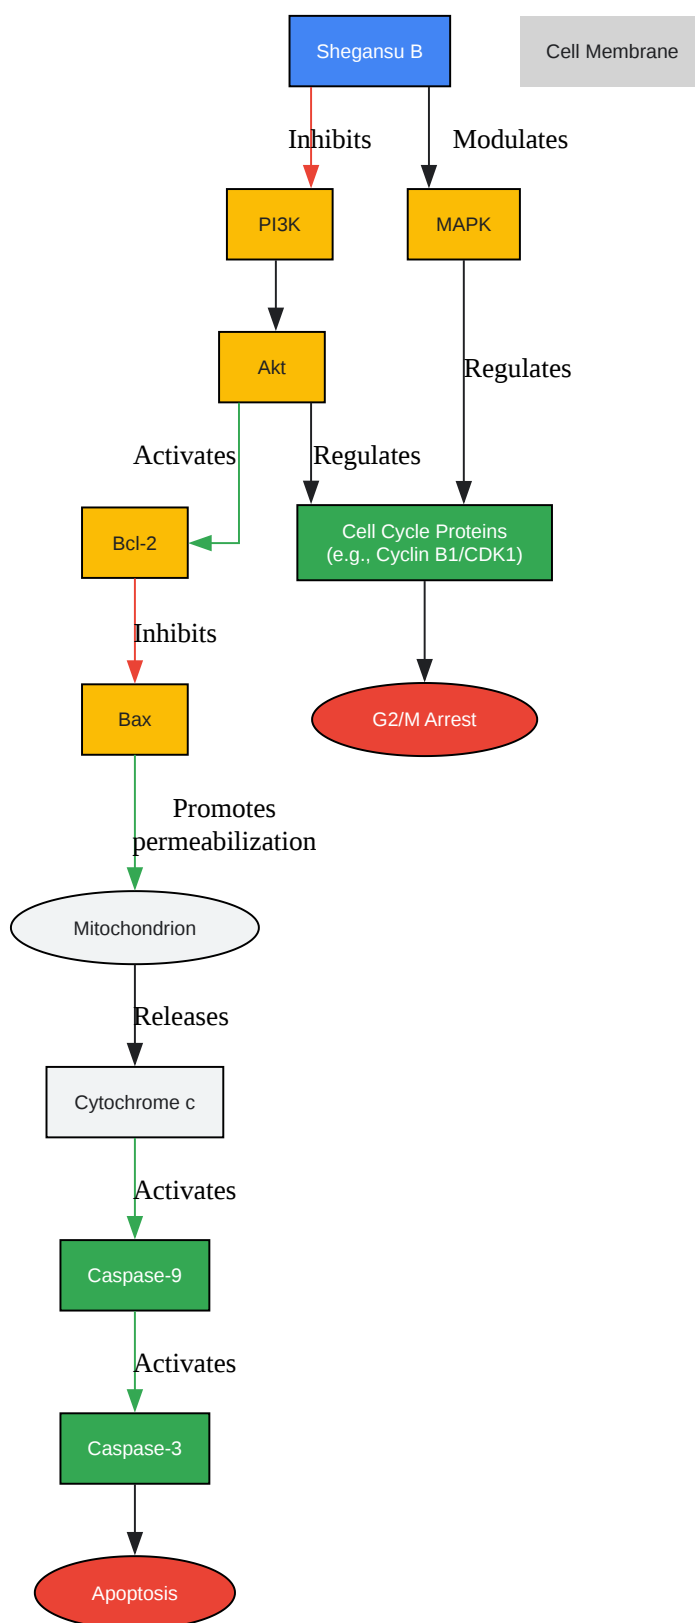 Shegansu B
Cell Membrane
Inhibits
Modulates
PI3K
MAPK
Akt
Regulates
Activates
Regulates
Bcl-2
Cell Cycle Proteins
(e.g., Cyclin B1/CDK1)
Inhibits
Bax
G2/M Arrest
Promotes
permeabilization
Mitochondrion
Releases
Cytochrome c
Activates
Caspase-9
Activates
Caspase-3
Apoptosis